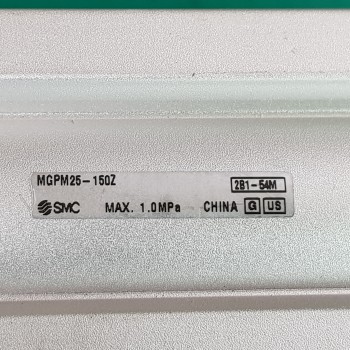 MGPM25-150Z 2B1-54M
SMC MAX. 1.0MPa CHINA G US